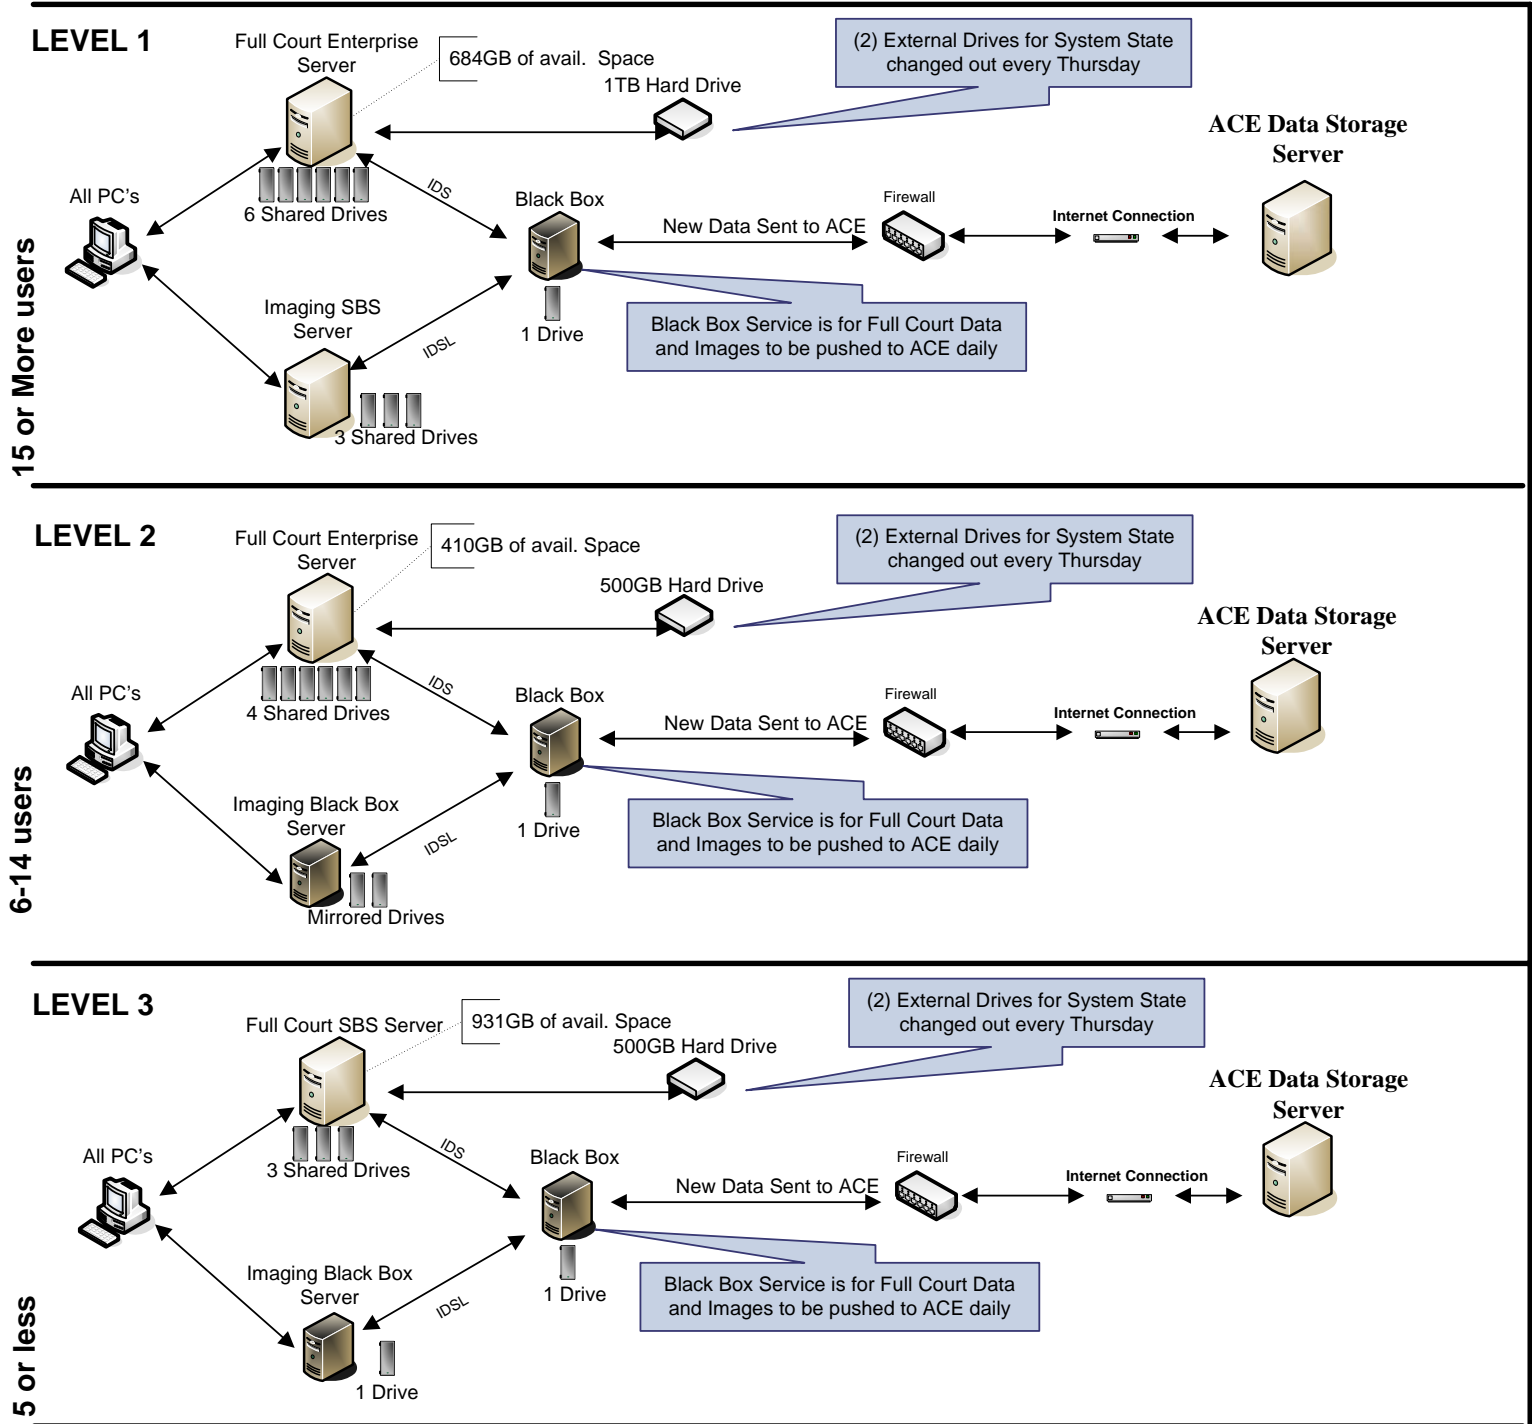 LEVEL 1
15 or More users
Full Court Enterprise
Server
684GB of avail.  Space
1TB Hard Drive
(2) External Drives for System State
changed out every Thursday
ACE Data Storage
Server
All PC's
6 Shared Drives
IDS
Black Box
New Data Sent to ACE
Firewall
Internet Connection
1 Drive
Imaging SBS
Server
IDSL
3 Shared Drives
Black Box Service is for Full Court Data
and Images to be pushed to ACE daily
LEVEL 2
6-14 users
Full Court Enterprise
Server
410GB of avail. Space
500GB Hard Drive
(2) External Drives for System State
changed out every Thursday
ACE Data Storage
Server
All PC's
4 Shared Drives
IDS
Black Box
New Data Sent to ACE
Firewall
Internet Connection
1 Drive
Imaging Black Box
Server
IDSL
Mirrored Drives
Black Box Service is for Full Court Data
and Images to be pushed to ACE daily
LEVEL 3
5 or less
Full Court SBS Server
931GB of avail. Space
500GB Hard Drive
(2) External Drives for System State
changed out every Thursday
ACE Data Storage
Server
All PC's
3 Shared Drives
IDS
Black Box
New Data Sent to ACE
Firewall
Internet Connection
1 Drive
Imaging Black Box
Server
IDSL
1 Drive
Black Box Service is for Full Court Data
and Images to be pushed to ACE daily